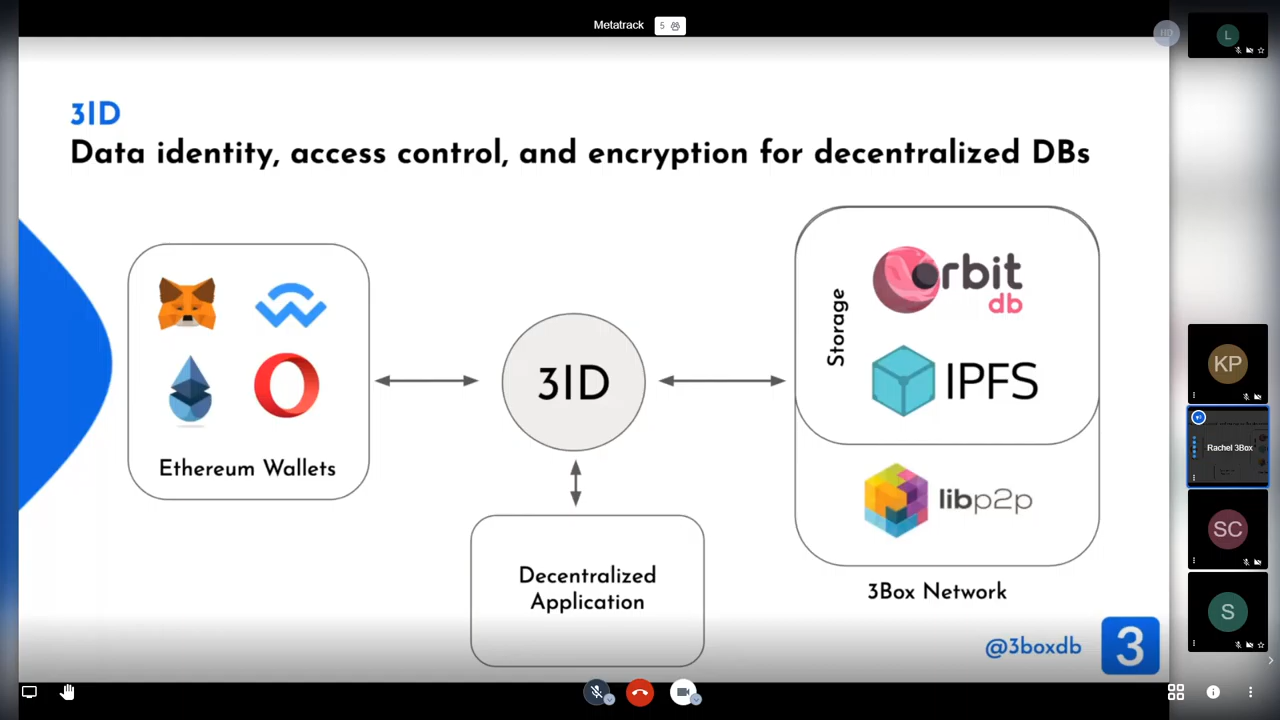 Metatrack 5
HD
L
3ID
Data identity, access control, and encryption for decentralized DBs
Orbit
db
Storage
IPFS
3ID
Ethereum Wallets
libp2p
Decentralized
Application
3Box Network
@3boxdb 3
KP
Rachel 3Box
SC
S